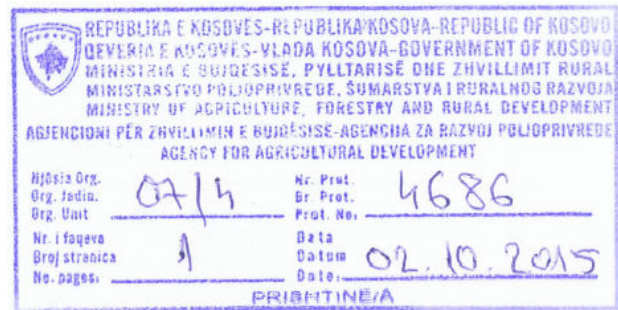 REPUBLIKA E KOSOVËS-REPUBLIKA KOSOVA-REPUBLIC OF KOSOVO
QEVERIA E KOSOVËS-VLADA KOSOVA-GOVERNMENT OF KOSOVO
MINISTRIA E BUJQËSISË, PYLLTARISË DHE ZHVILLIMIT RURAL
MINISTARSTVO POLJOPRIVREDE, ŠUMARSTVA I RURALNOG RAZVOJA
MINISTRY OF AGRICULTURE, FORESTRY AND RURAL DEVELOPMENT
AGJENCIONI PËR ZHVILLIMIN E BUJQËSISË-AGENCIJA ZA RAZVOJ POLJOPRIVREDE
AGENCY FOR AGRICULTURAL DEVELOPMENT
Njësia Org.
Org. Jedin.
Org. Unit 07/4
Nr. Prot.
Br. Prot.
Prot. No. 4686
Nr. i faqeve
Broj stranica
No. pages: 1
Data
Datum
Date: 02.10.2015
PRISHTINË/A